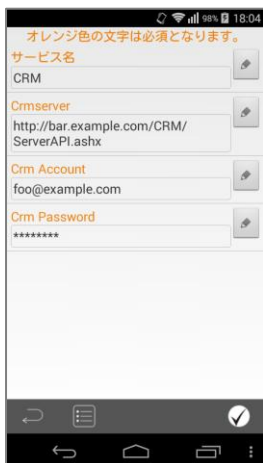 98% 18:04
オレンジ色の文字は必須となります。
サービス名
CRM
Crmserver
http://bar.example.com/CRM/
ServerAPI.ashx
Crm Account
foo@example.com
Crm Password
********